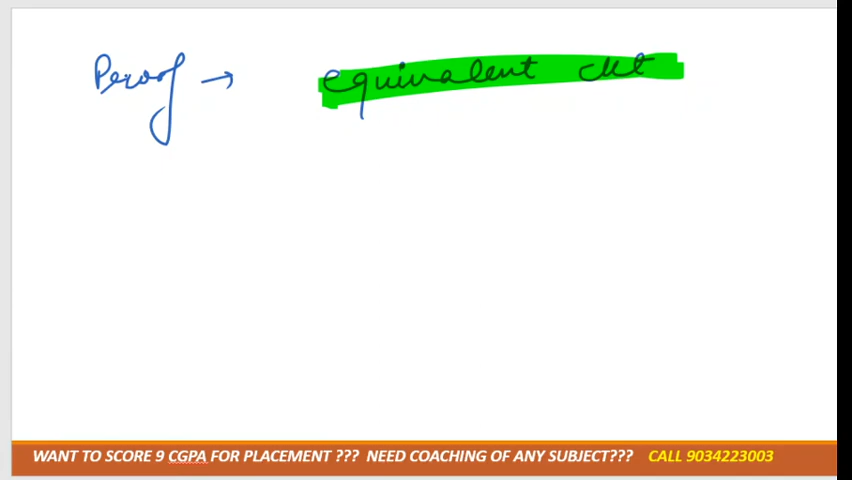 Proof → equivalent ckt
WANT TO SCORE 9 CGPA FOR PLACEMENT ??? NEED COACHING OF ANY SUBJECT??? CALL 9034223003